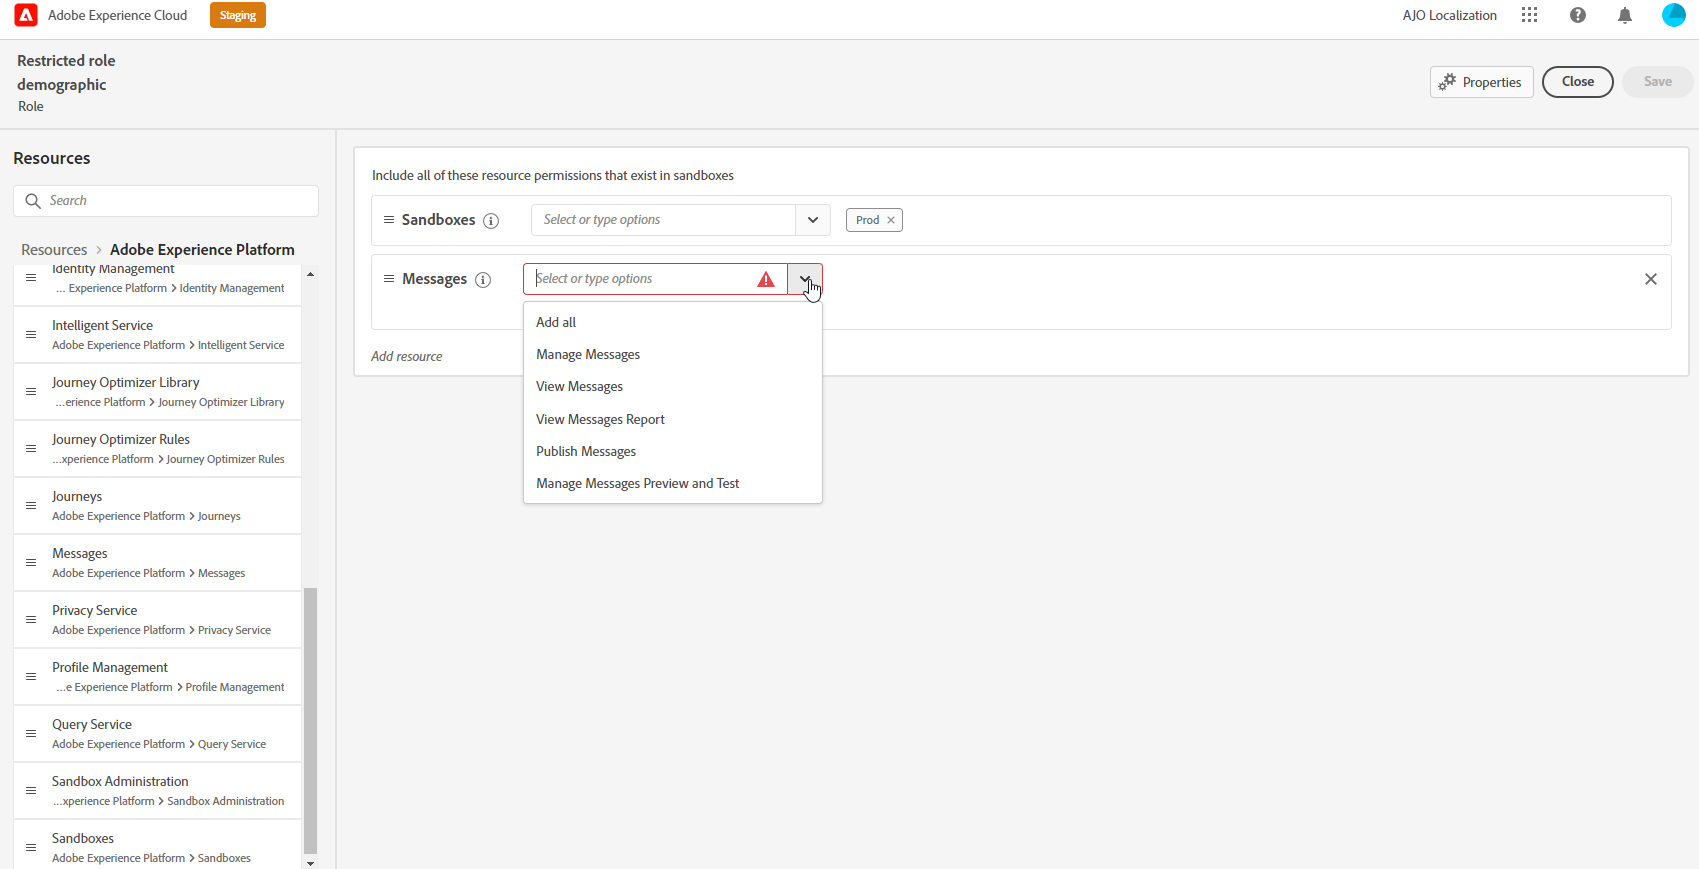 Adobe Experience Cloud
Staging
AJO Localization
Restricted role
demographic
Role
Properties
Close
Save
Resources
Search
Resources > Adobe Experience Platform
Identity Management
... Experience Platform > Identity Management
Intelligent Service
Adobe Experience Platform > Intelligent Service
Journey Optimizer Library
...erience Platform > Journey Optimizer Library
Journey Optimizer Rules
...xperience Platform > Journey Optimizer Rules
Journeys
Adobe Experience Platform > Journeys
Messages
Adobe Experience Platform > Messages
Privacy Service
Adobe Experience Platform > Privacy Service
Profile Management
...e Experience Platform > Profile Management
Query Service
Adobe Experience Platform > Query Service
Sandbox Administration
...xperience Platform > Sandbox Administration
Sandboxes
Adobe Experience Platform > Sandboxes
Include all of these resource permissions that exist in sandboxes
Sandboxes
Select or type options
Prod
Messages
Select or type options
Add all
Manage Messages
View Messages
View Messages Report
Publish Messages
Manage Messages Preview and Test
Add resource